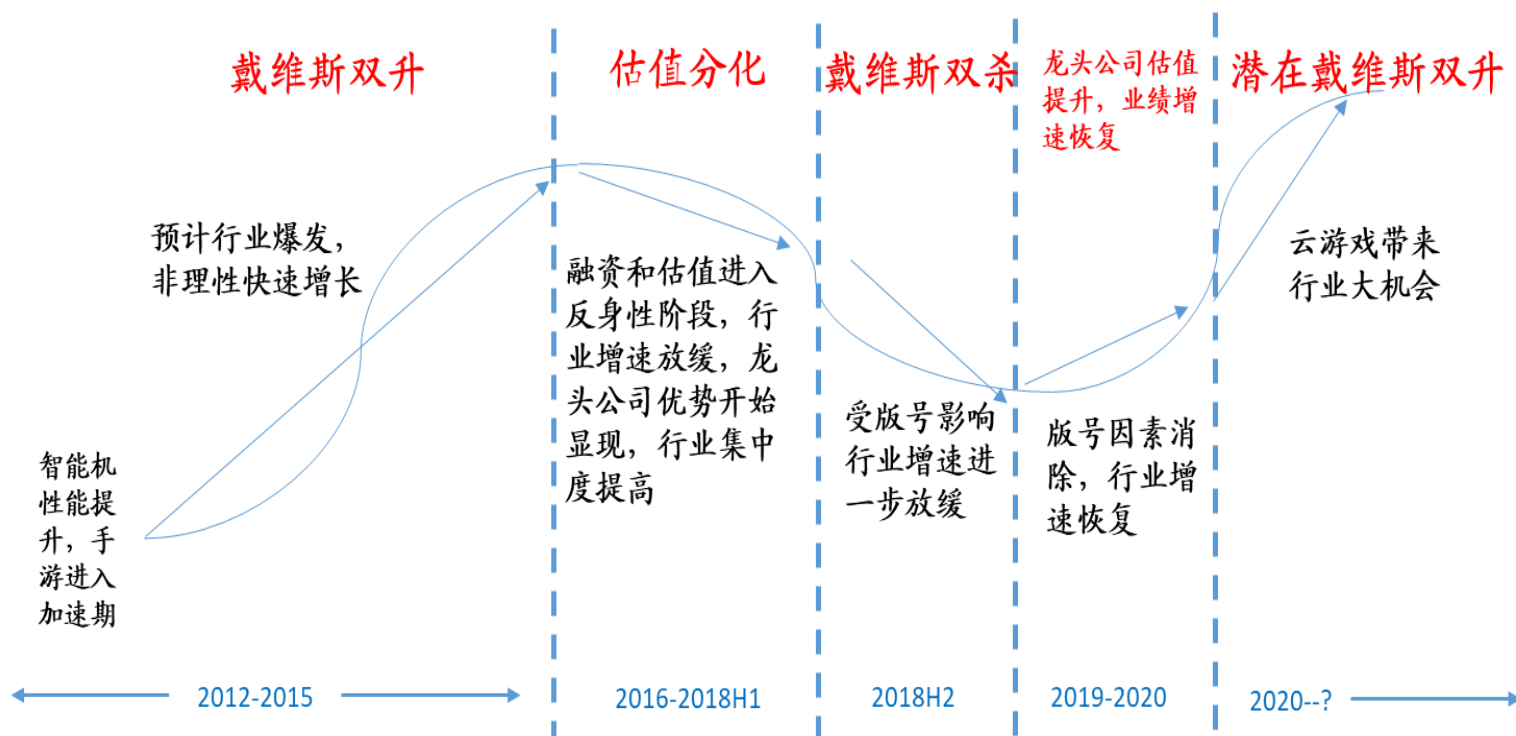 戴维斯双升
估值分化
戴维斯双杀
龙头公司估值
提升，业绩增
速恢复
潜在戴维斯双升
预计行业爆发，
非理性快速增长
智能机
性能提
升，手
游进入
加速期
融资和估值进入
反身性阶段，行
业增速放缓，龙
头公司优势开始
显现，行业集中
度提高
受版号影响
行业增速进
一步放缓
版号因素消
除，行业增
速恢复
云游戏带来
行业大机会
2012-2015
2016-2018H1
2018H2
2019-2020
2020--?